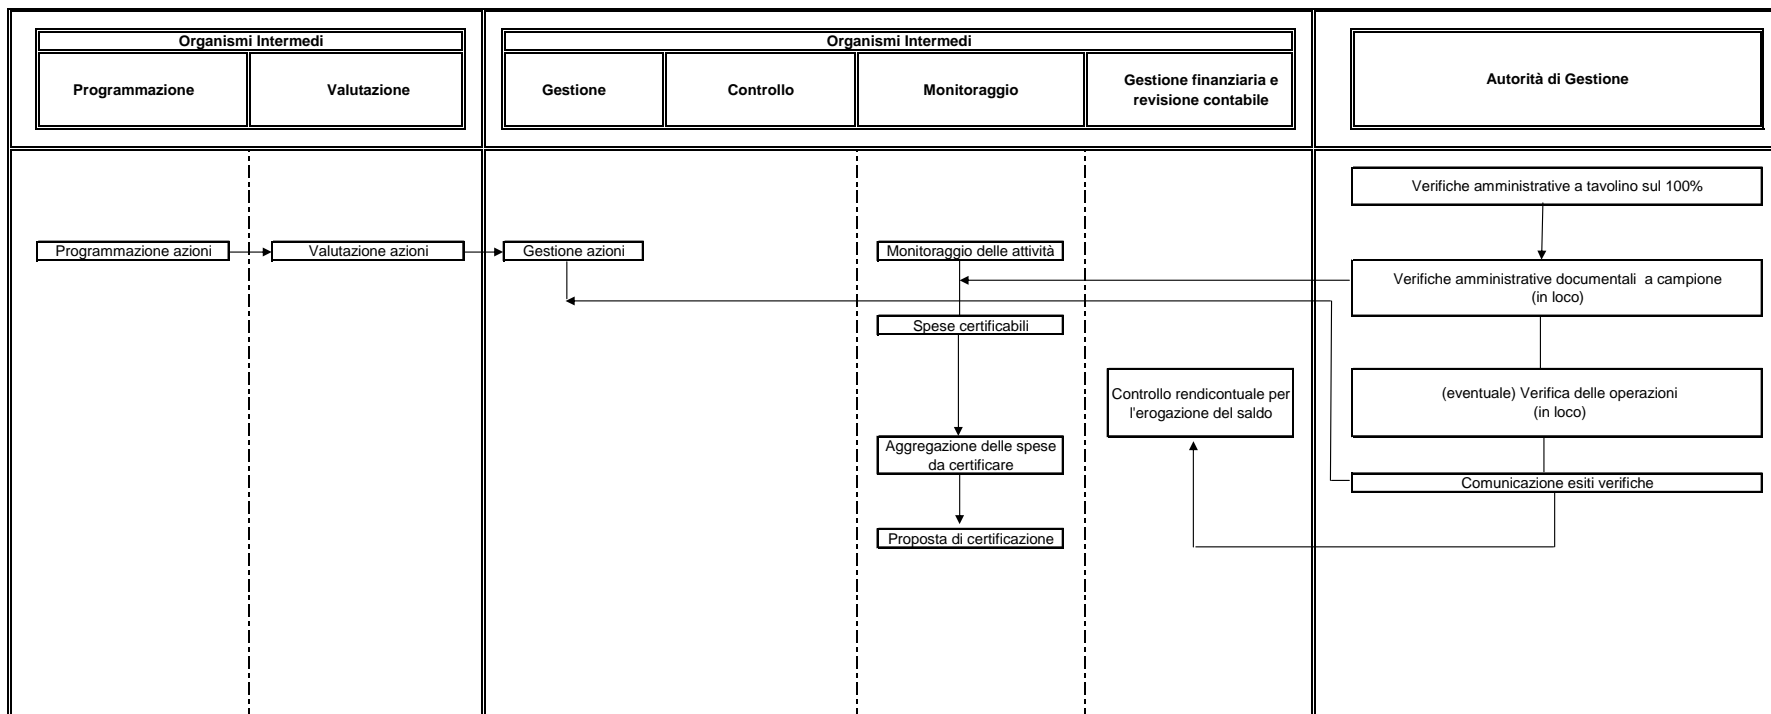 Organismi Intermedi
Organismi Intermedi
Programmazione
Valutazione
Gestione
Controllo
Monitoraggio
Gestione finanziaria e
revisione contabile
Autorità di Gestione
Verifiche amministrative a tavolino sul 100%
Programmazione azioni
Valutazione azioni
Gestione azioni
Monitoraggio delle attività
Verifiche amministrative documentali a campione
(in loco)
Spese certificabili
Controllo rendicontuale per
l'erogazione del saldo
(eventuale) Verifica delle operazioni
(in loco)
Aggregazione delle spese
da certificare
Comunicazione esiti verifiche
Proposta di certificazione